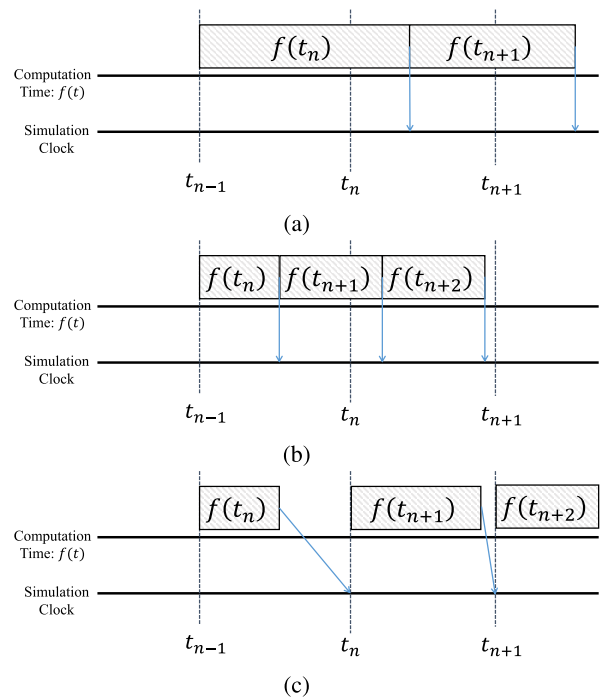 f(t_n) f(t_{n+1})
Computation
Time: f(t)
Simulation
Clock
t_{n−1} t_n t_{n+1}
(a)
f(t_n) f(t_{n+1}) f(t_{n+2})
Computation
Time: f(t)
Simulation
Clock
t_{n−1} t_n t_{n+1}
(b)
f(t_n) f(t_{n+1}) f(t_{n+2})
Computation
Time: f(t)
Simulation
Clock
t_{n−1} t_n t_{n+1}
(c)